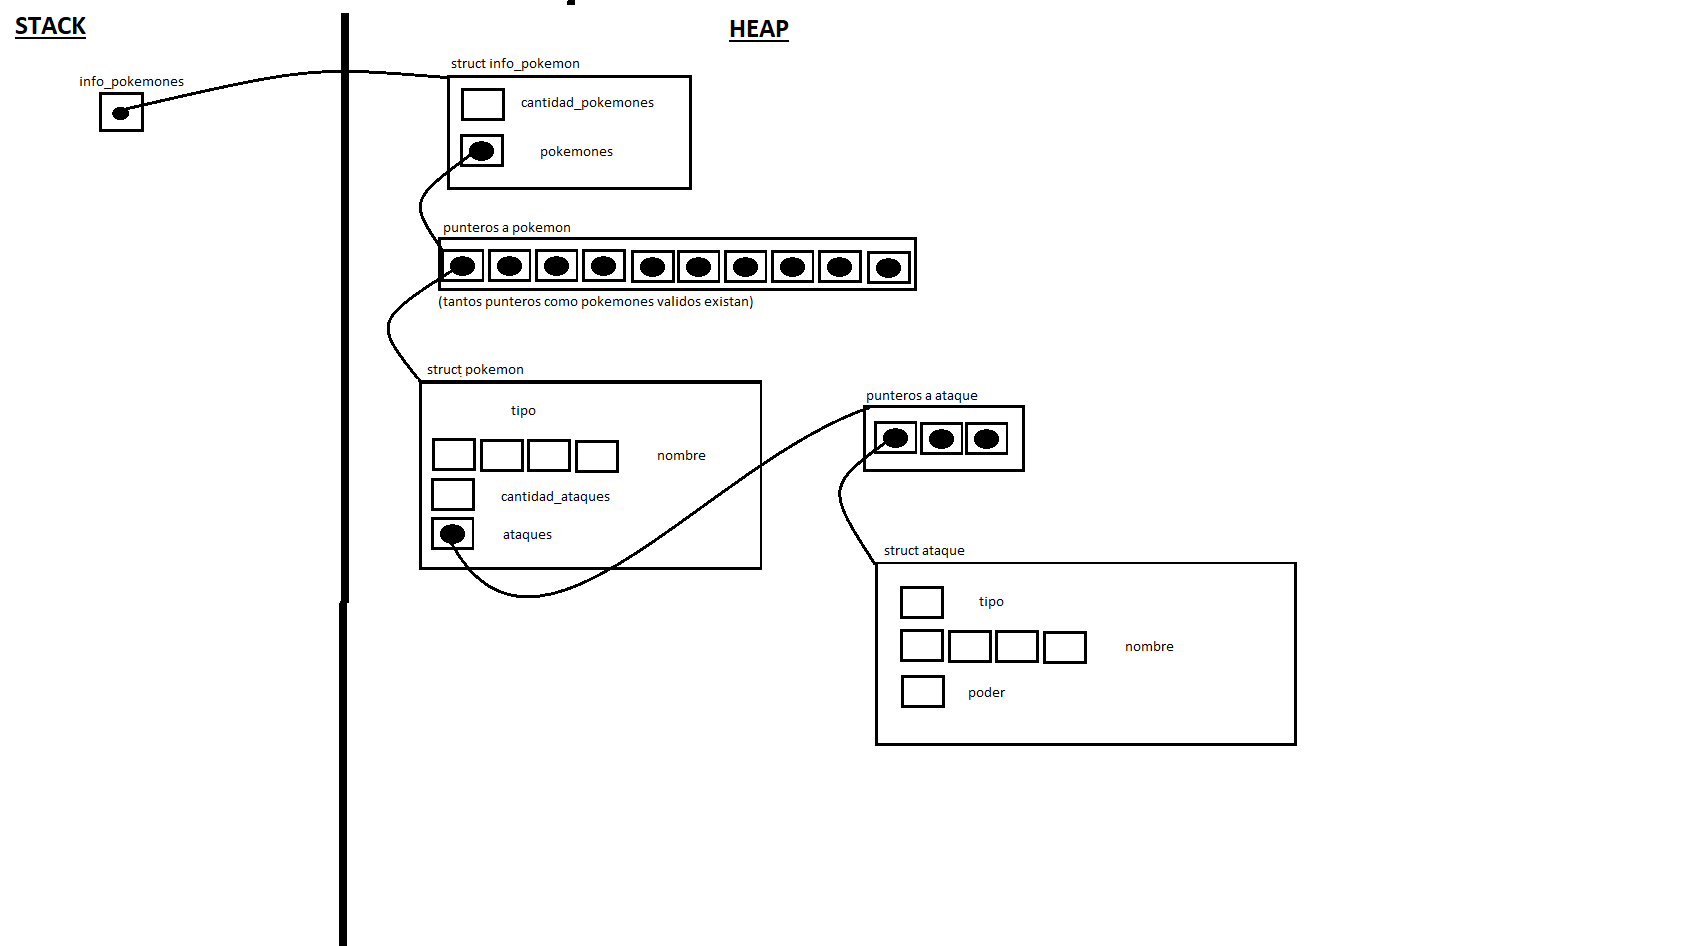 STACK
HEAP
info_pokemones
struct info_pokemon
cantidad_pokemones
pokemones
punteros a pokemon
(tantos punteros como pokemones validos existan)
struct pokemon
tipo
nombre
cantidad_ataques
ataques
punteros a ataque
struct ataque
tipo
nombre
poder